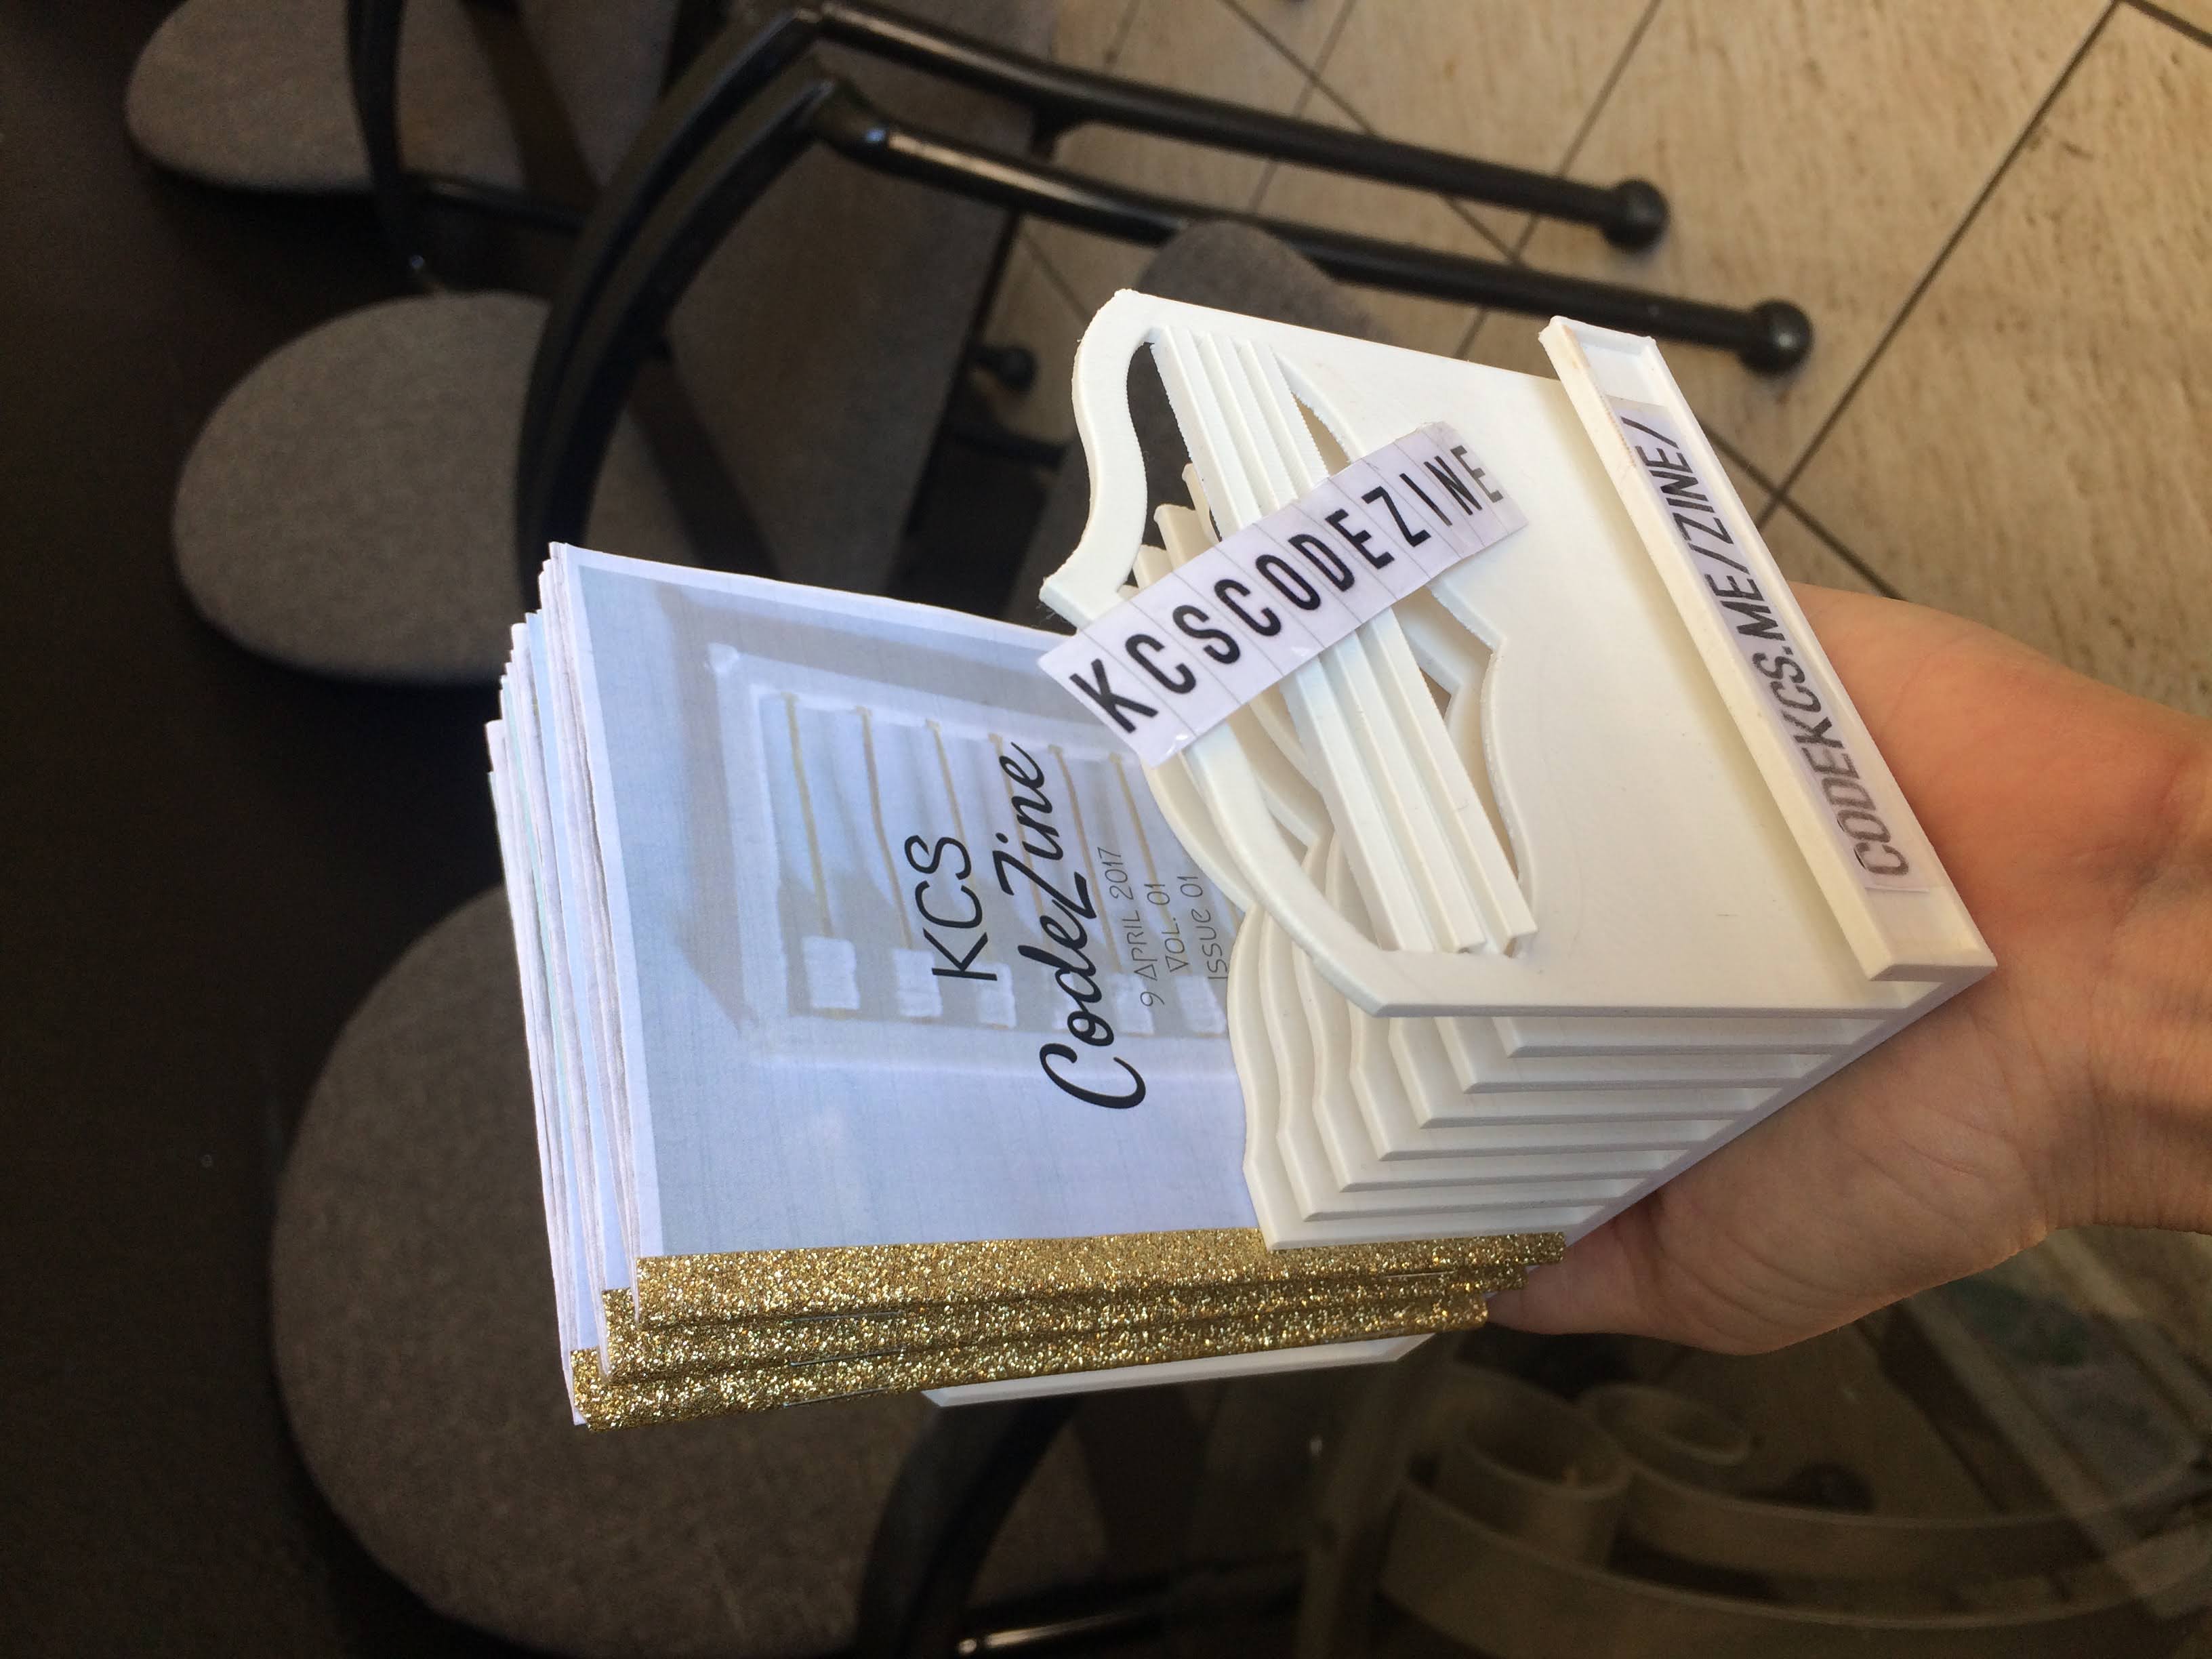 KCS
CodeZine
9 APRIL 2017
VOL. 01
ISSUE 01
KCSCODEZINE
CODEKCS.ME/ZINE/